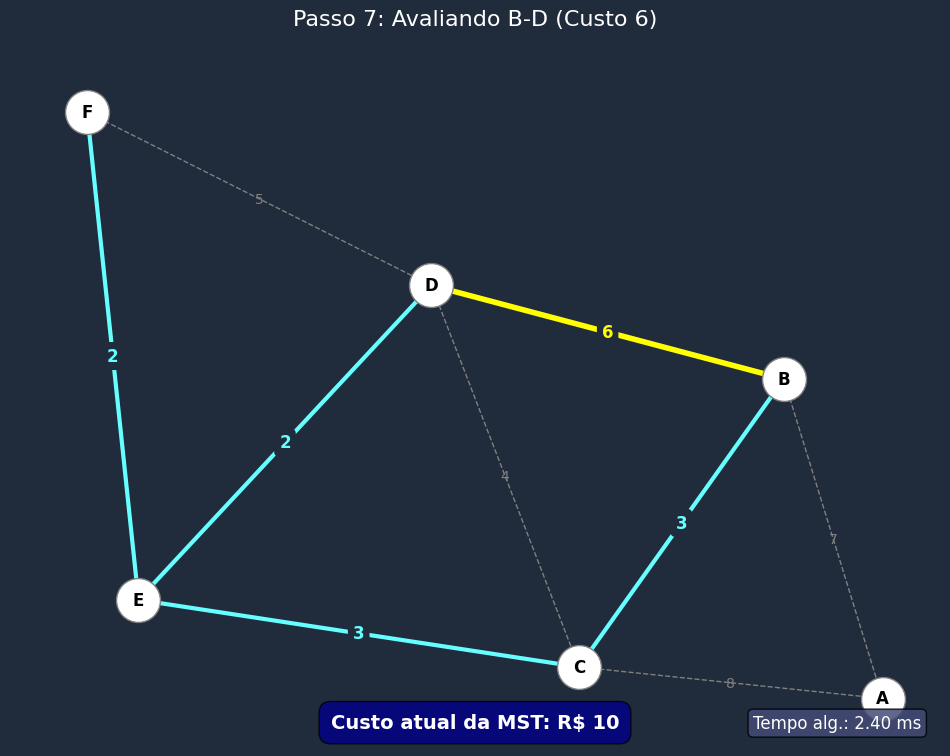 Passo 7: Avaliando B-D (Custo 6)
F
5
D
6
B
2
2
4
3
7
E
3
C
8
A
Custo atual da MST: R$ 10
Tempo alg.: 2.40 ms